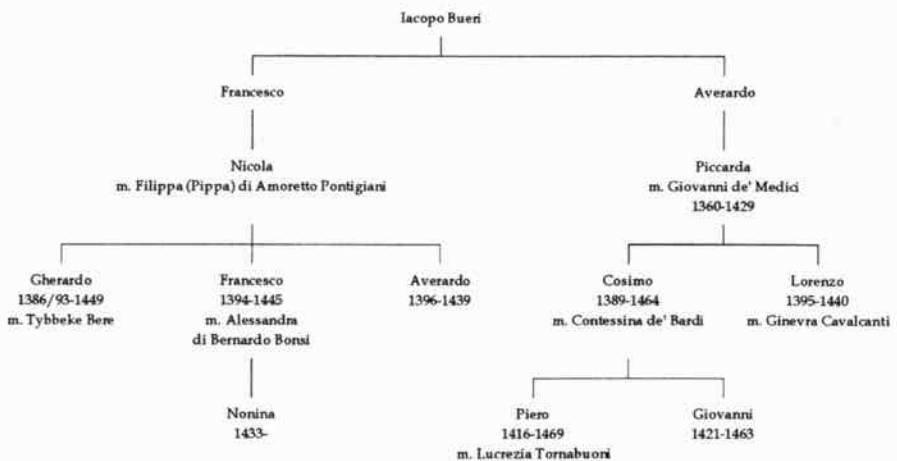 Iacopo Bueri
Francesco
Averardo
Nicola
m. Filippa (Pippa) di Amoretto Pontigiani
Piccarda
m. Giovanni de' Medici
1360-1429
Gherardo
1386/93-1449
m. Tybbeke Bere
Francesco
1394-1445
m. Alessandra
di Bernardo Bonsi
Averardo
1396-1439
Cosimo
1389-1464
m. Contessina de' Bardi
Lorenzo
1395-1440
m. Ginevra Cavalcanti
Nonina
1433-
Piero
1416-1469
m. Lucrezia Tornabuoni
Giovanni
1421-1463